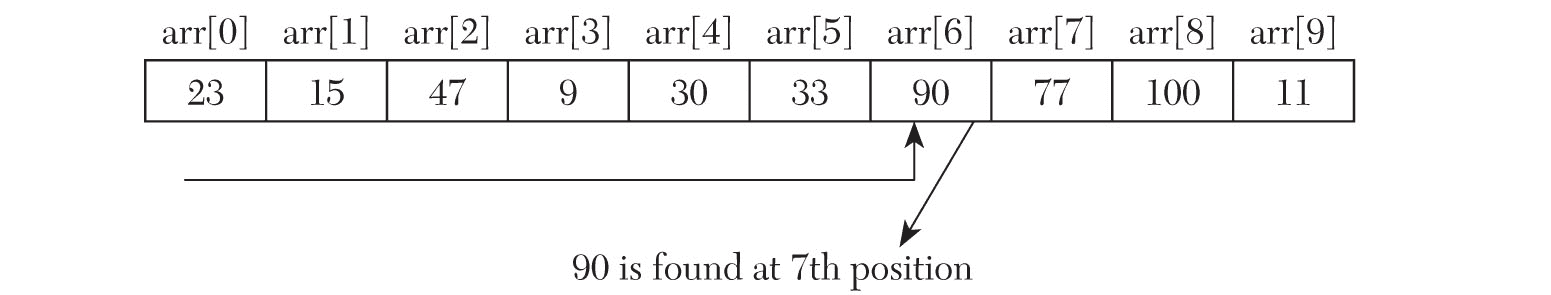 arr[0] arr[1] arr[2] arr[3] arr[4] arr[5] arr[6] arr[7] arr[8] arr[9]
23 15 47 9 30 33 90 77 100 11
90 is found at 7th position